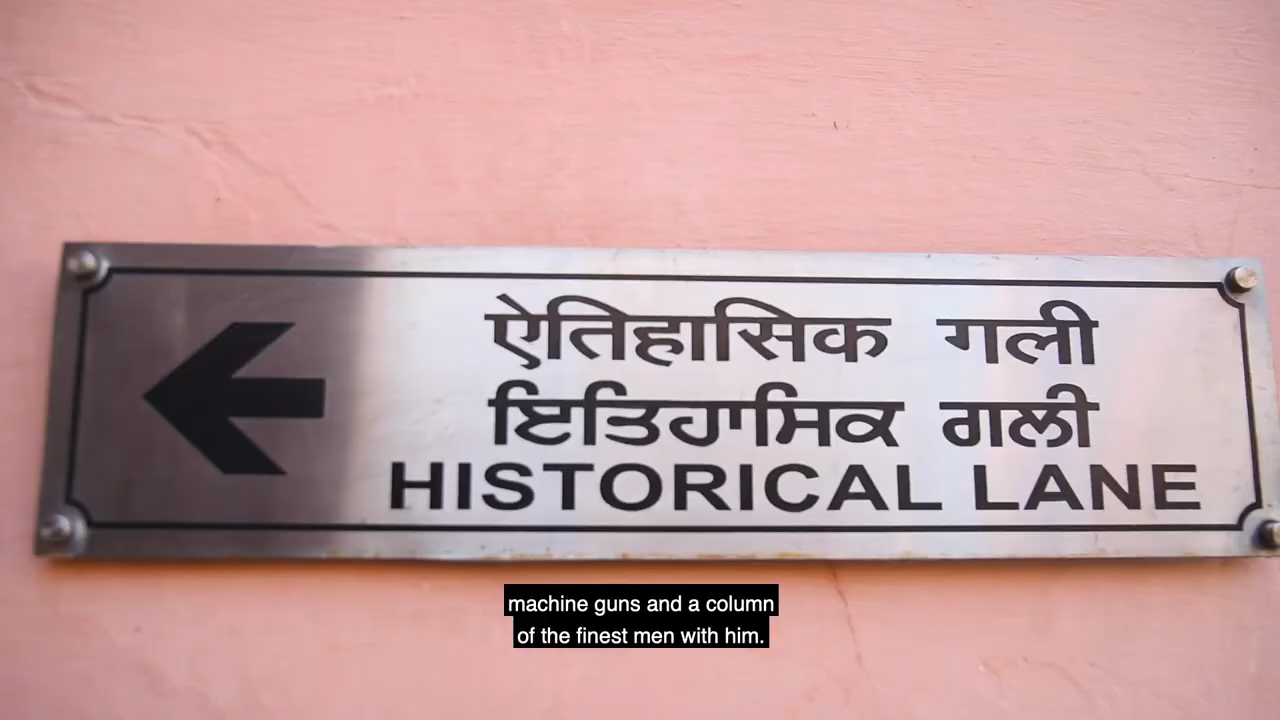 ऐतिहासिक गली
ਇਤਿਹਾਸਿਕ ਗਲੀ
HISTORICAL LANE
machine guns and a column
of the finest men with him.